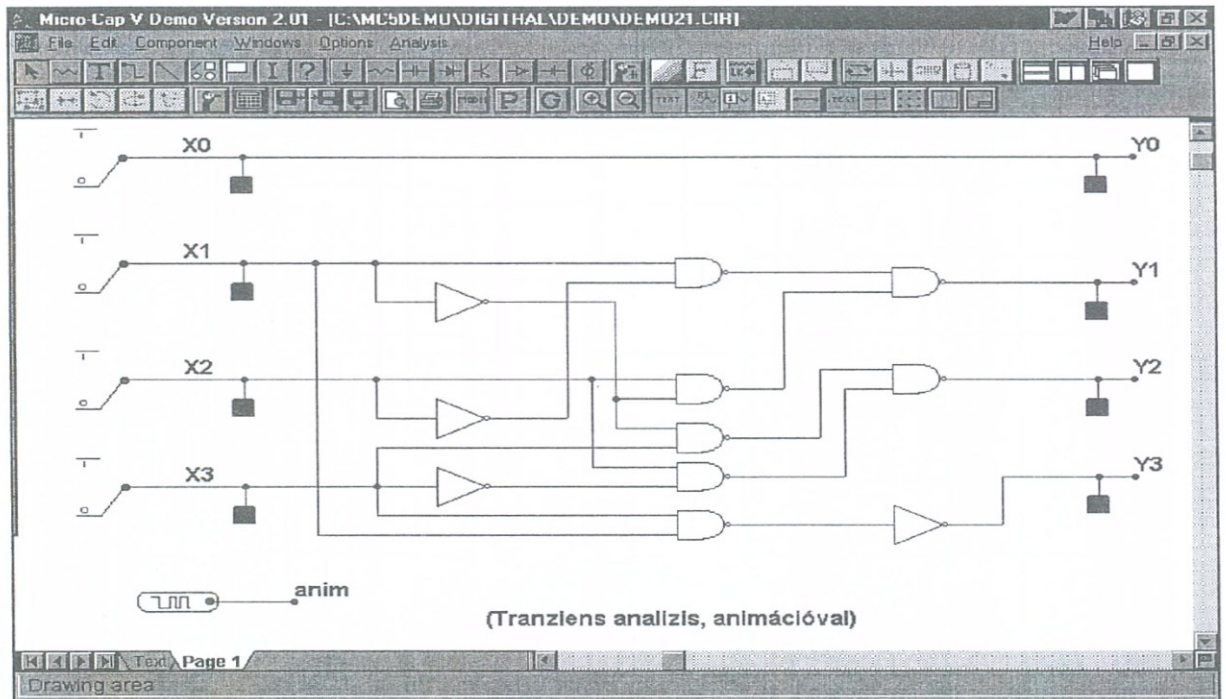 Micro-Cap V Demo Version 2.01 - [C:\MC5DEMO\DIGITHAL\DEMO\DEMO21.CIR]
File Edit Component Windows Options Analysis Help
X0 Y0
X1 Y1
X2 Y2
X3 Y3
anim
(Tranziens analizis, animációval)
Text Page 1
Drawing area